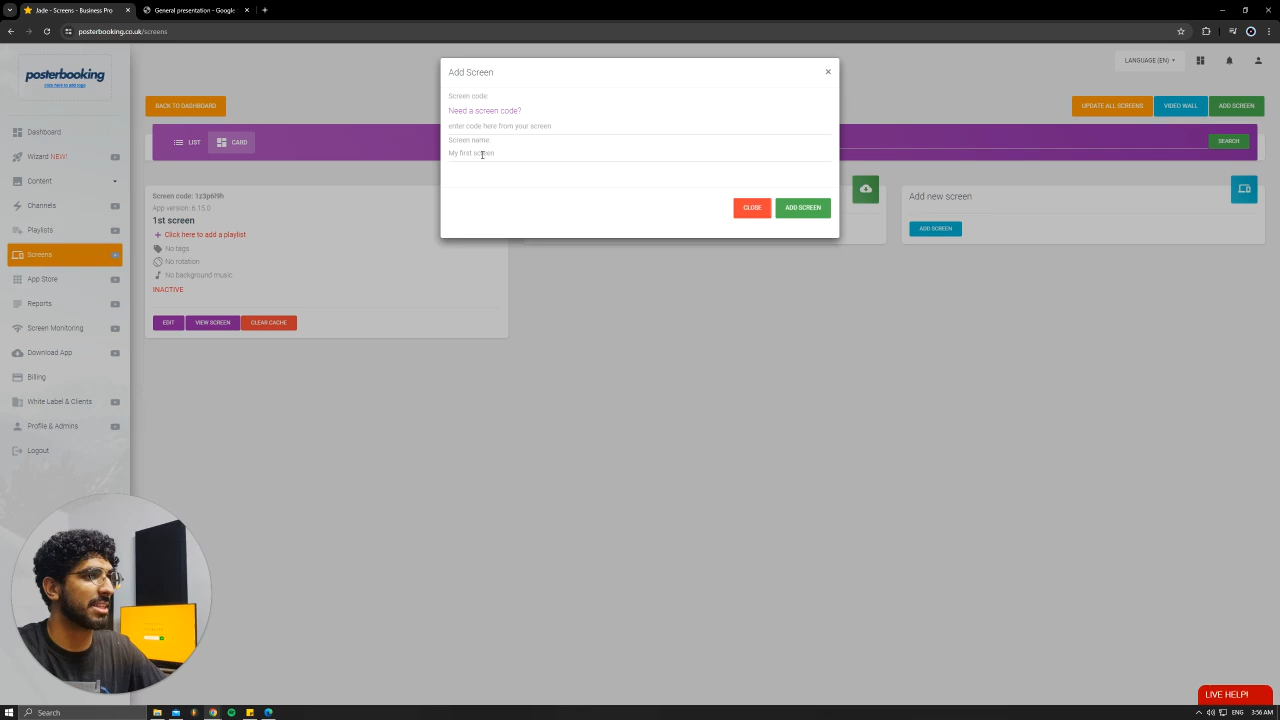 Jade - Screens - Business Pro
General presentation - Google
posterbooking.co.uk/screens
posterbooking
click here to add logo
LANGUAGE (EN)
BACK TO DASHBOARD
UPDATE ALL SCREENS
VIDEO WALL
ADD SCREEN
Add Screen
×
Screen code:
Need a screen code?
enter code here from your screen
Screen name:
My first screen
CLOSE
ADD SCREEN
Dashboard
Wizard NEW!
Content
Channels
Playlists
Screens
App Store
Reports
Screen Monitoring
Download App
Billing
White Label & Clients
Profile & Admins
Logout
LIST
CARD
SEARCH
Screen code: 1z3p6l9h
App version: 6.15.0
1st screen
+ Click here to add a playlist
No tags
No rotation
No background music
INACTIVE
EDIT
VIEW SCREEN
CLEAR CACHE
Add new screen
ADD SCREEN
LIVE HELP!
Search
ENG
3:56 AM